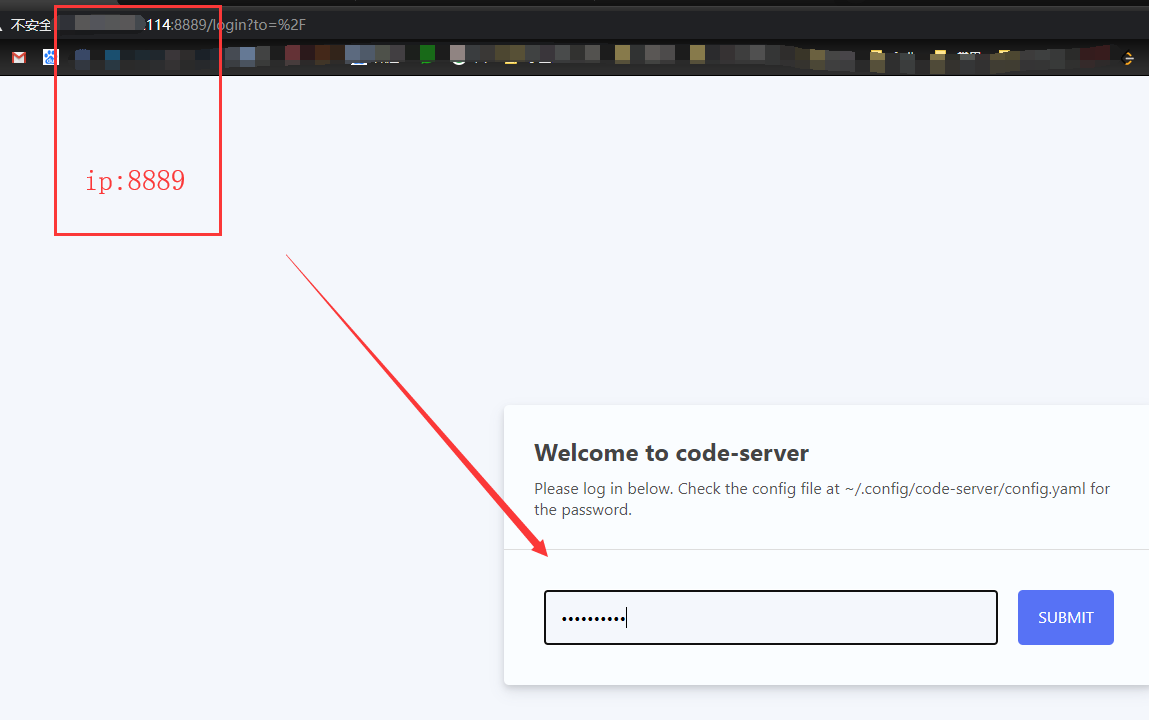 不安全 .114:8889/login?to=%2F
ip:8889
Welcome to code-server
Please log in below. Check the config file at ~/.config/code-server/config.yaml for
the password.
••••••••••
SUBMIT